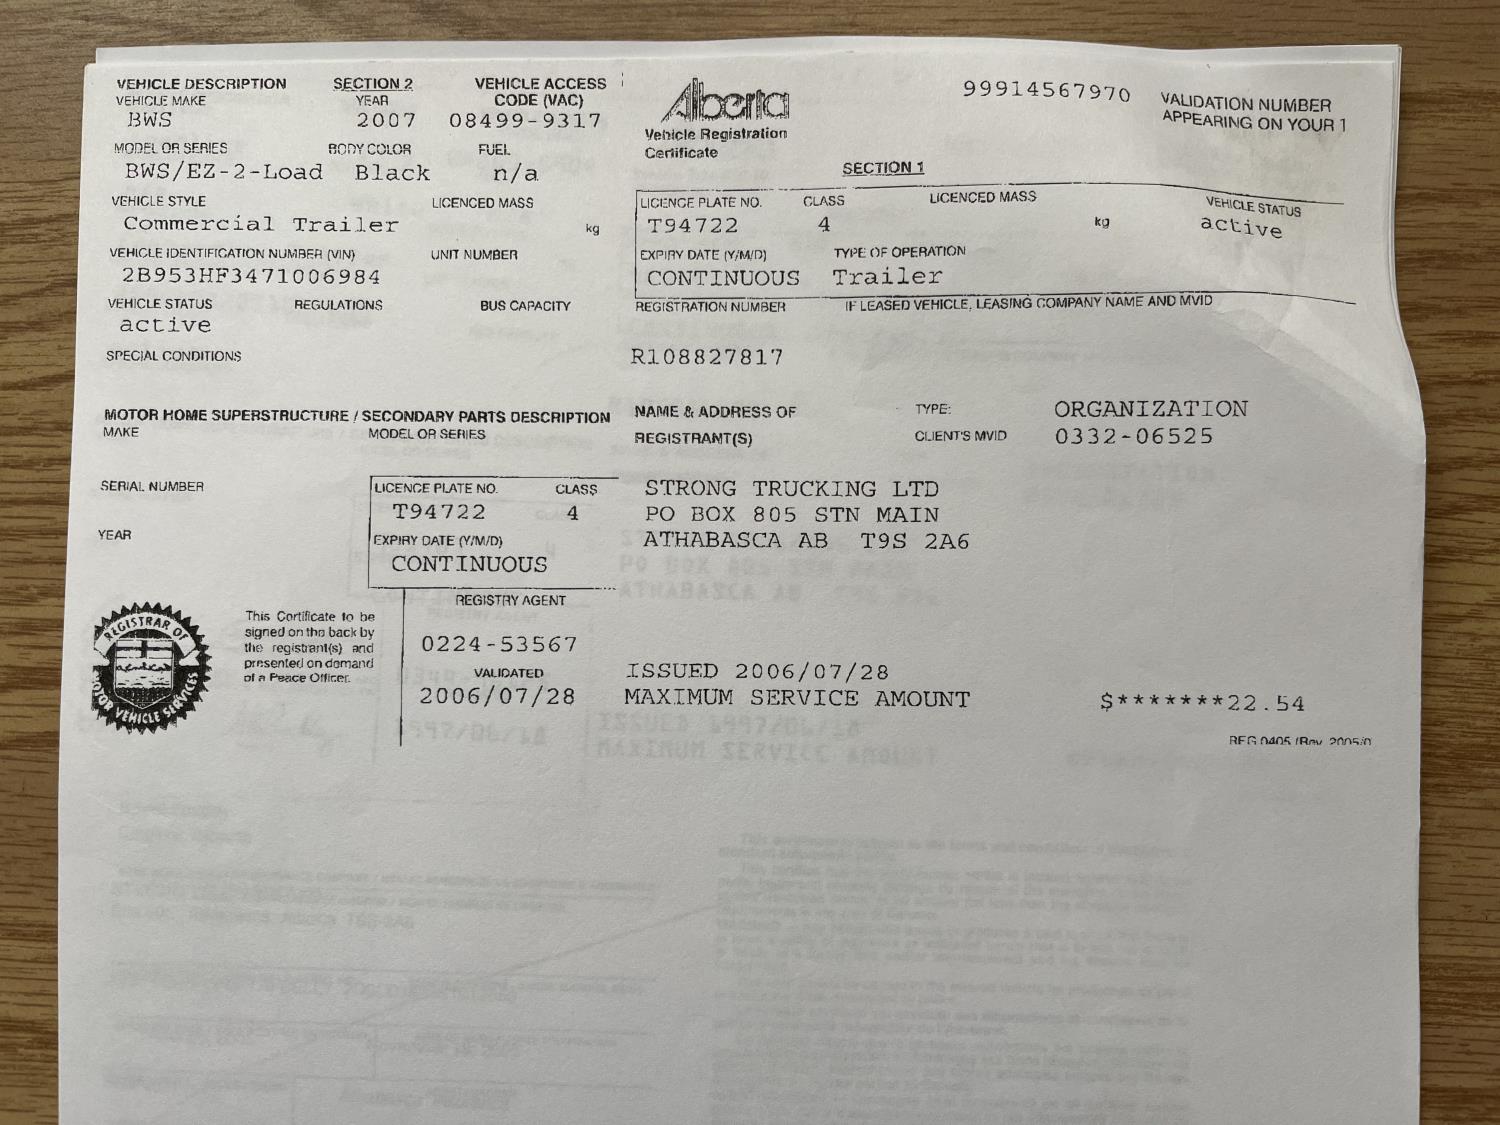 VEHICLE DESCRIPTION SECTION 2 VEHICLE ACCESS
VEHICLE MAKE YEAR CODE (VAC)
BWS 2007 08499-9317
MODEL OR SERIES BODY COLOR FUEL
BWS/EZ-2-Load Black n/a
VEHICLE STYLE LICENCED MASS
Commercial Trailer kg
VEHICLE IDENTIFICATION NUMBER (VIN) UNIT NUMBER
2B953HF3471006984
VEHICLE STATUS REGULATIONS BUS CAPACITY
active
SPECIAL CONDITIONS
MOTOR HOME SUPERSTRUCTURE / SECONDARY PARTS DESCRIPTION
MAKE MODEL OR SERIES
SERIAL NUMBER
YEAR
LICENCE PLATE NO. CLASS
T94722 4
EXPIRY DATE (Y/M/D)
CONTINUOUS
REGISTRAR OF
MOTOR VEHICLE SERVICES
This Certificate to be
signed on the back by
the registrant(s) and
presented on demand
of a Peace Officer.
REGISTRY AGENT
0224-53567
VALIDATED
2006/07/28
Alberta
Vehicle Registration
Certificate
99914567970
VALIDATION NUMBER
APPEARING ON YOUR 1
SECTION 1
LICENCE PLATE NO. CLASS LICENCED MASS VEHICLE STATUS
T94722 4 kg active
EXPIRY DATE (Y/M/D) TYPE OF OPERATION
CONTINUOUS Trailer
REGISTRATION NUMBER IF LEASED VEHICLE, LEASING COMPANY NAME AND MVID
R108827817
NAME & ADDRESS OF TYPE: ORGANIZATION
REGISTRANT(S) CLIENT'S MVID 0332-06525
STRONG TRUCKING LTD
PO BOX 805 STN MAIN
ATHABASCA AB T9S 2A6
ISSUED 2006/07/28
MAXIMUM SERVICE AMOUNT $*******22.54
REG 0405 (Rev. 2005/0